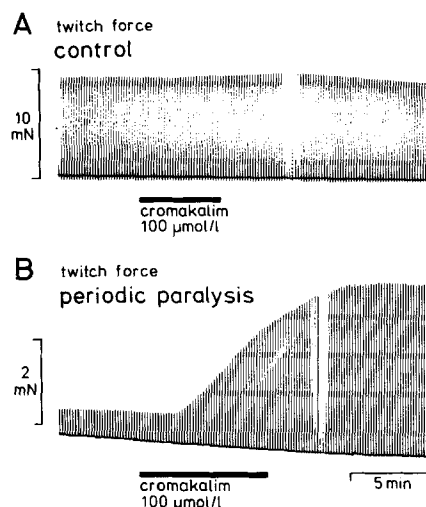 A twitch force
control
10
mN
cromakalim
100 µmol/l
B twitch force
periodic paralysis
2
mN
cromakalim
100 µmol/l
5 min